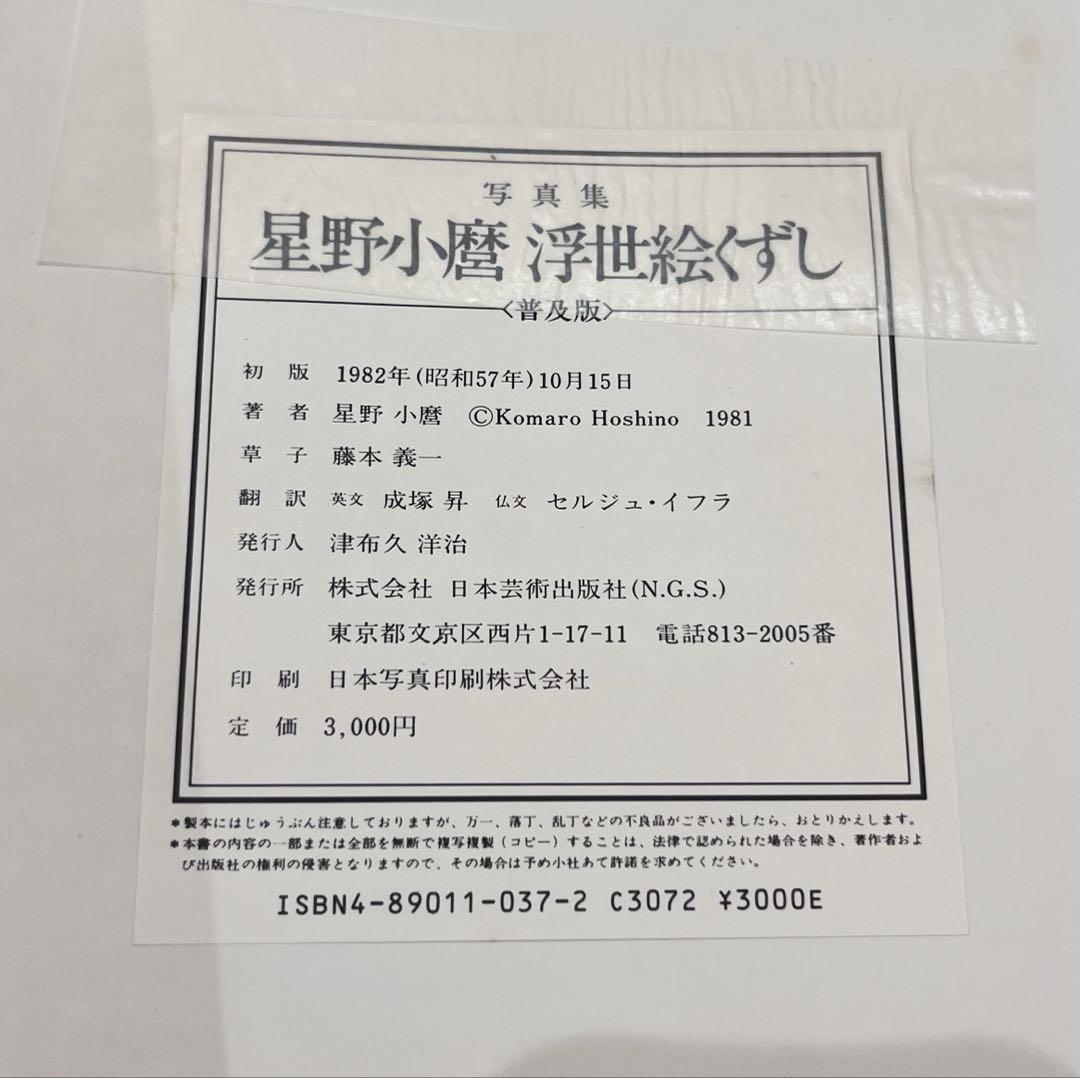 写真集
星野小麿 浮世絵くずし
〈普及版〉
初版 1982年(昭和57年)10月15日
著者 星野 小麿 ©Komaro Hoshino 1981
草子 藤本 義一
翻訳 英文 成塚 昇 仏文 セルジュ・イフラ
発行人 津布久 洋治
発行所 株式会社 日本芸術出版社(N.G.S.)
東京都文京区西片1-17-11 電話813-2005番
印刷 日本写真印刷株式会社
定価 3,000円
*製本にはじゅうぶん注意しておりますが、万一、落丁、乱丁などの不良品がございましたら、おとりかえします。
*本書の内容の一部または全部を無断で複写複製(コピー)することは、法律で認められた場合を除き、著作者およ
び出版社の権利の侵害となりますので、その場合は予め小社あて許諾を求めてください。
ISBN4-89011-037-2 C3072 ¥3000E